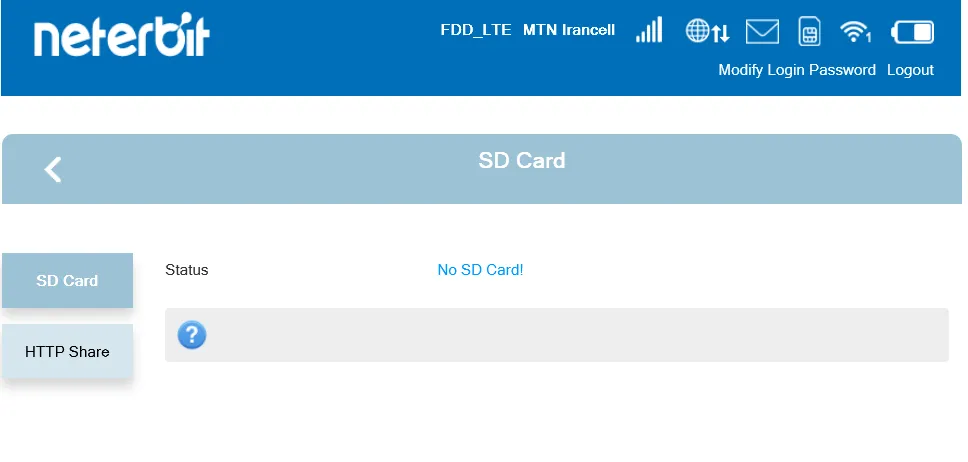 neterbit
FDD_LTE MTN Irancell
1
Modify Login Password Logout
SD Card
SD Card
Status No SD Card!
?
HTTP Share